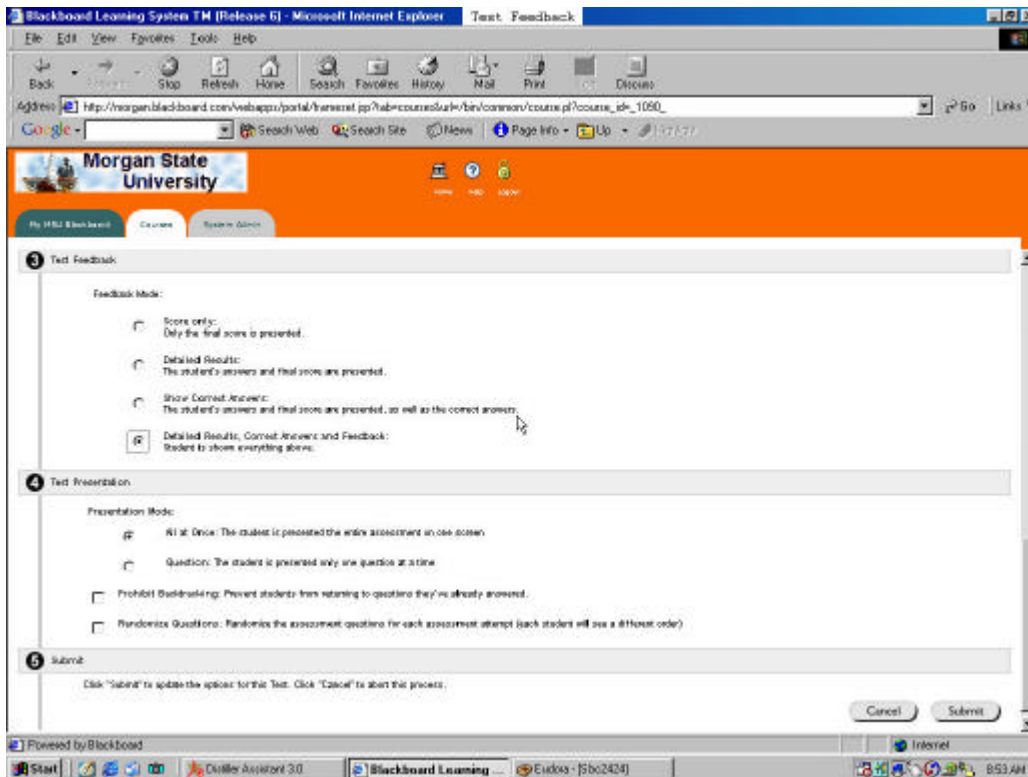 Blackboard Learning System TM (Release 6) - Microsoft Internet Explorer
Test Feedback
File Edit View Favorites Tools Help
Back Stop Refresh Home Search Favorites History Mail Print Discuss
Address http://morgan.blackboard.com/webapps/portal/frameset.jsp?tab=courses&url=/bin/common/course.pl?course_id=_1090_ Go Links
Google Search Web Search Site News Page Info Up
Morgan State
University
Home Help Logout
My MSU Blackboard Courses System Admin
3 Test Feedback
Feedback Mode:
Score only:
Only the final score is presented.
Detailed Results:
The student's answers and final score are presented.
Show Correct Answers:
The student's answers and final score are presented, as well as the correct answers.
Detailed Results, Correct Answers and Feedback:
Student is shown everything above.
4 Test Presentation
Presentation Mode:
All at Once: The student is presented the entire assessment on one screen
Question: The student is presented only one question at a time
Prohibit Backtracking: Prevent students from returning to questions they've already answered.
Randomize Questions: Randomize the assessment questions for each assessment attempt (each student will see a different order)
5 Submit
Click "Submit" to update the options for this Test. Click "Cancel" to abort this process.
Cancel Submit
Powered by Blackboard Internet
Start Distiller Assistant 3.0 Blackboard Learning ... Eudora - [Sbo2424] 8:53 AM